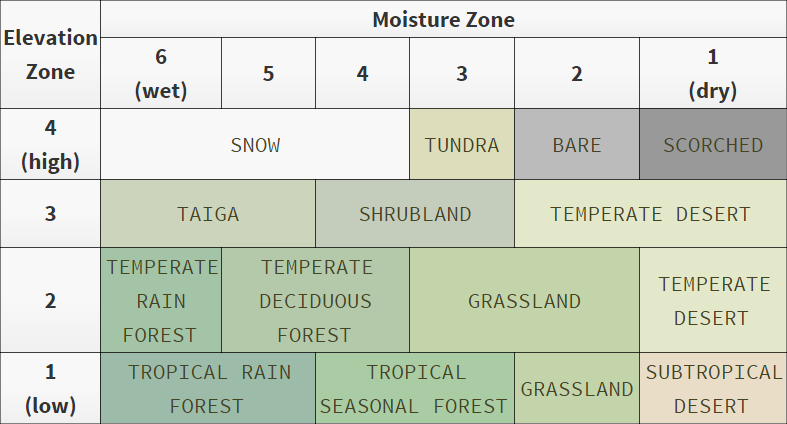 Elevation Zone
Moisture Zone
6 (wet)
5
4
3
2
1 (dry)
4 (high)
SNOW
TUNDRA
BARE
SCORCHED
3
TAIGA
SHRUBLAND
TEMPERATE DESERT
2
TEMPERATE
RAIN
FOREST
TEMPERATE
DECIDUOUS
FOREST
GRASSLAND
TEMPERATE
DESERT
1
(low)
TROPICAL RAIN
FOREST
TROPICAL
SEASONAL FOREST
GRASSLAND
SUBTROPICAL
DESERT